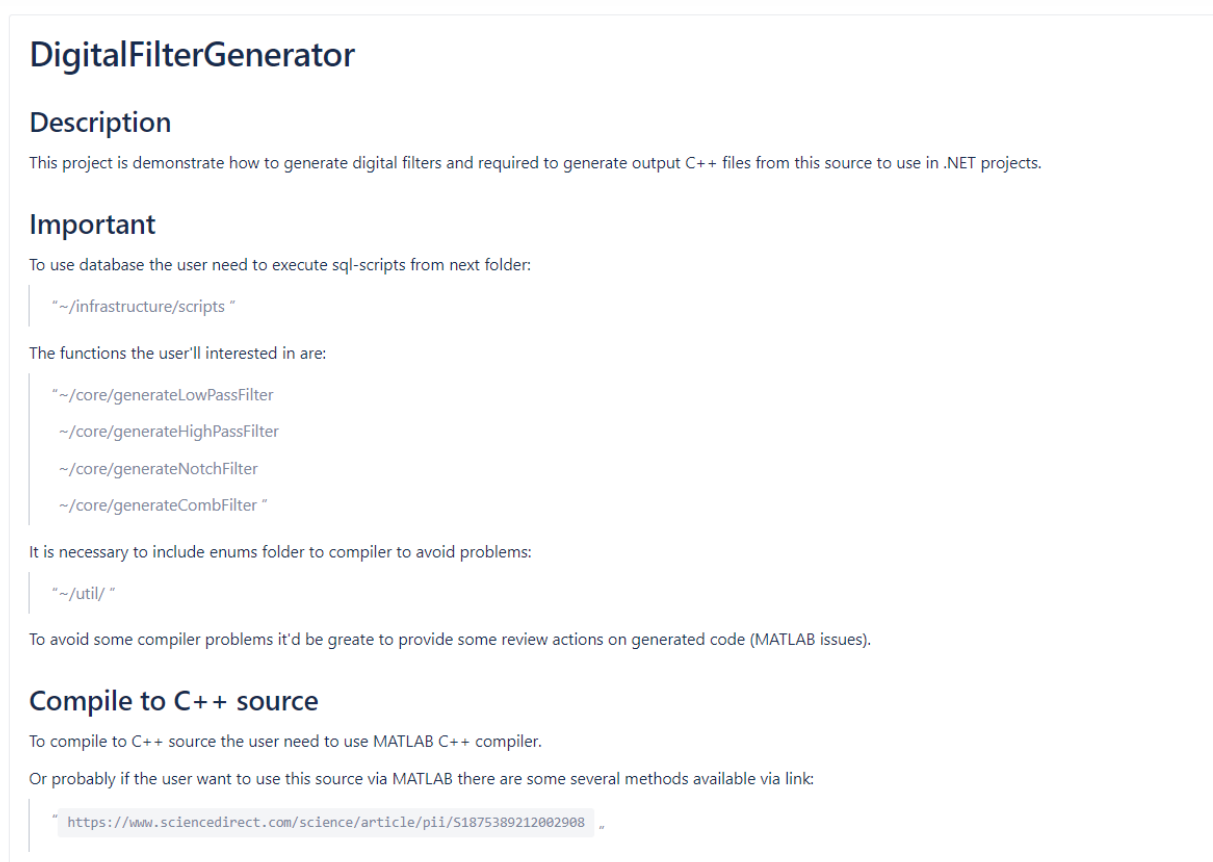 DigitalFilterGenerator
Description
This project is demonstrate how to generate digital filters and required to generate output C++ files from this source to use in .NET projects.
Important
To use database the user need to execute sql-scripts from next folder:
"~/infrastructure/scripts "
The functions the user'll interested in are:
"~/core/generateLowPassFilter
~/core/generateHighPassFilter
~/core/generateNotchFilter
~/core/generateCombFilter "
It is necessary to include enums folder to compiler to avoid problems:
"~/util/ "
To avoid some compiler problems it'd be greate to provide some review actions on generated code (MATLAB issues).
Compile to C++ source
To compile to C++ source the user need to use MATLAB C++ compiler.
Or probably if the user want to use this source via MATLAB there are some several methods available via link:
" https://www.sciencedirect.com/science/article/pii/S1875389212002908 "